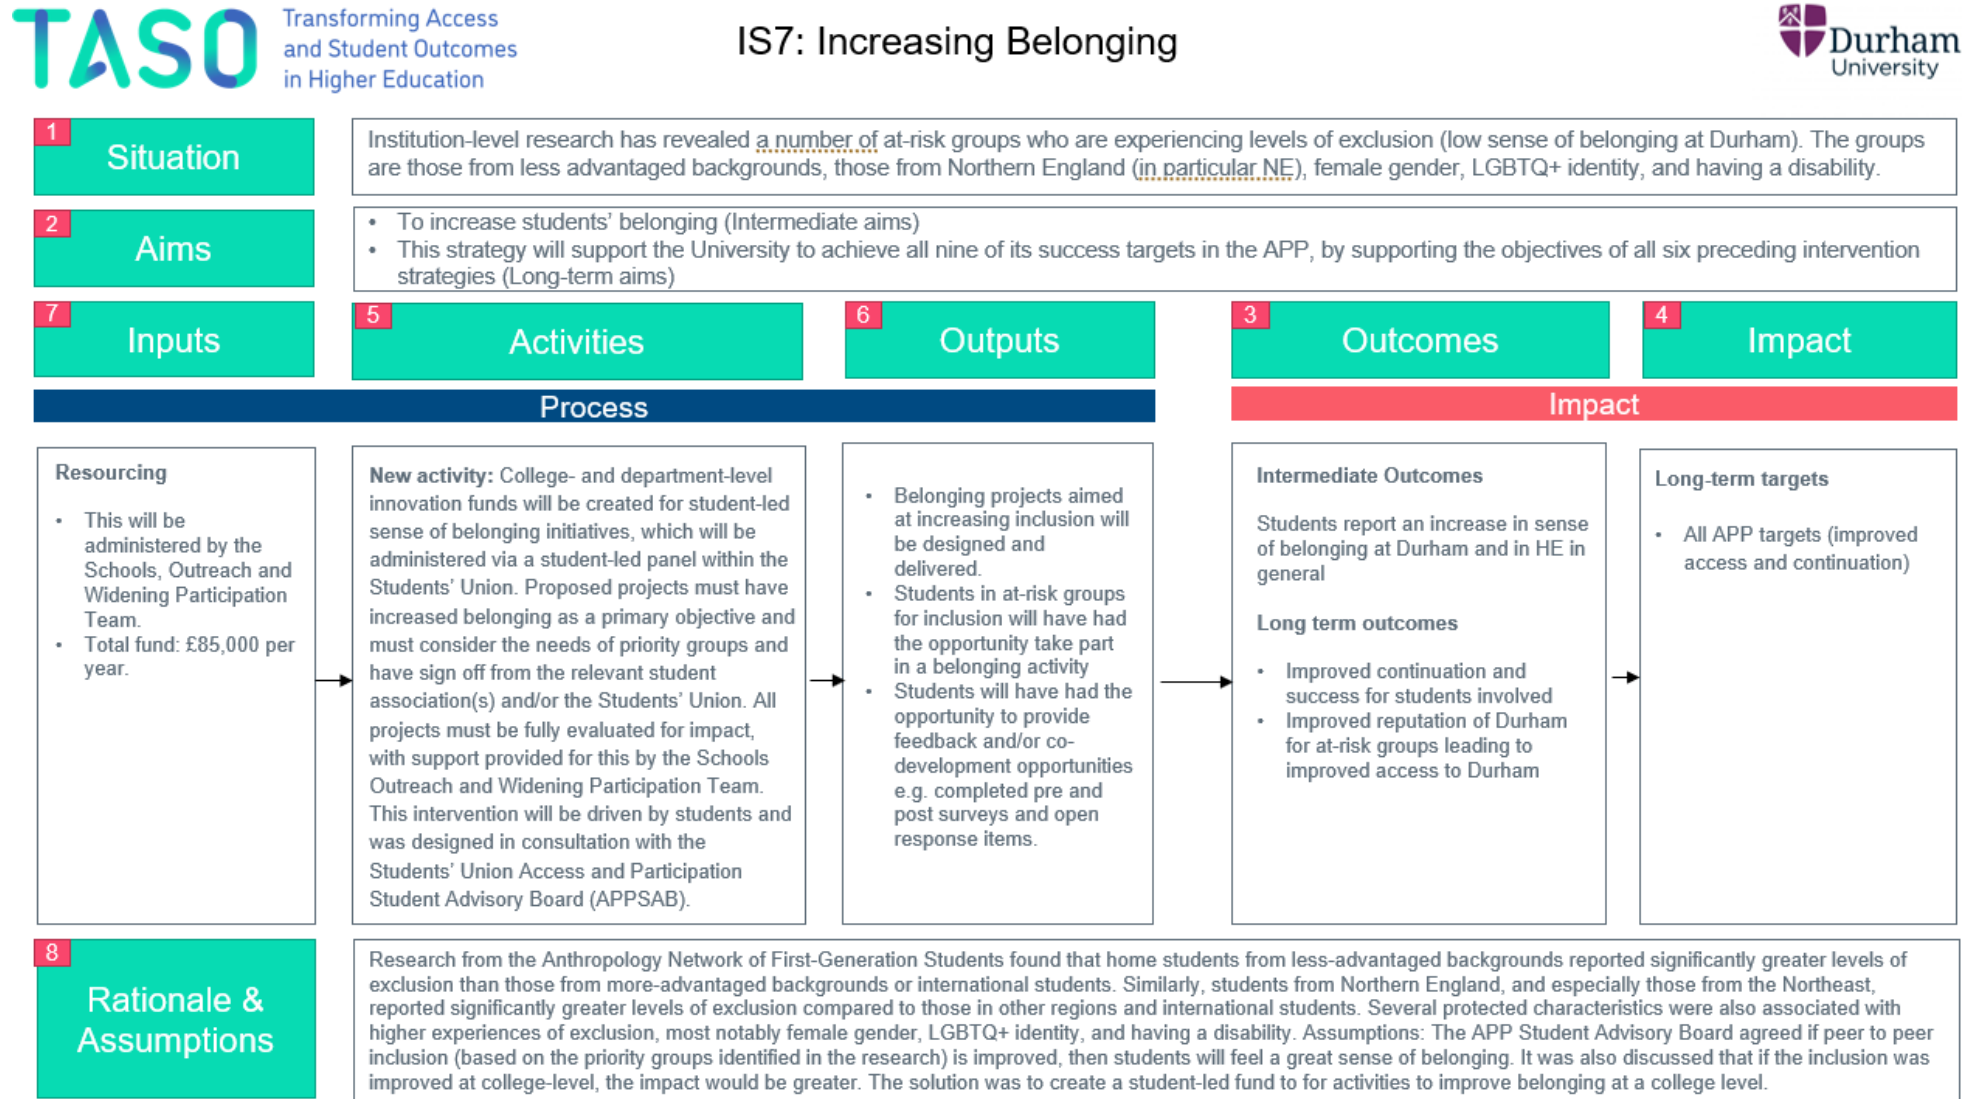 TASO
Transforming Access
and Student Outcomes
in Higher Education
IS7: Increasing Belonging
Durham
University
1
Situation
Institution-level research has revealed a number of at-risk groups who are experiencing levels of exclusion (low sense of belonging at Durham). The groups
are those from less advantaged backgrounds, those from Northern England (in particular NE), female gender, LGBTQ+ identity, and having a disability.
2
Aims
• To increase students' belonging (Intermediate aims)
• This strategy will support the University to achieve all nine of its success targets in the APP, by supporting the objectives of all six preceding intervention
strategies (Long-term aims)
7
Inputs
5
Activities
6
Outputs
3
Outcomes
4
Impact
Process
Impact
Resourcing
• This will be
administered by the
Schools, Outreach and
Widening Participation
Team.
• Total fund: £85,000 per
year.
New activity: College- and department-level
innovation funds will be created for student-led
sense of belonging initiatives, which will be
administered via a student-led panel within the
Students' Union. Proposed projects must have
increased belonging as a primary objective and
must consider the needs of priority groups and
have sign off from the relevant student
association(s) and/or the Students' Union. All
projects must be fully evaluated for impact,
with support provided for this by the Schools
Outreach and Widening Participation Team.
This intervention will be driven by students and
was designed in consultation with the
Students' Union Access and Participation
Student Advisory Board (APPSAB).
• Belonging projects aimed
at increasing inclusion will
be designed and
delivered.
• Students in at-risk groups
for inclusion will have had
the opportunity take part
in a belonging activity
• Students will have had the
opportunity to provide
feedback and/or co-
development opportunities
e.g. completed pre and
post surveys and open
response items.
Intermediate Outcomes
Students report an increase in sense
of belonging at Durham and in HE in
general
Long term outcomes
• Improved continuation and
success for students involved
• Improved reputation of Durham
for at-risk groups leading to
improved access to Durham
Long-term targets
• All APP targets (improved
access and continuation)
8
Rationale &
Assumptions
Research from the Anthropology Network of First-Generation Students found that home students from less-advantaged backgrounds reported significantly greater levels of
exclusion than those from more-advantaged backgrounds or international students. Similarly, students from Northern England, and especially those from the Northeast,
reported significantly greater levels of exclusion compared to those in other regions and international students. Several protected characteristics were also associated with
higher experiences of exclusion, most notably female gender, LGBTQ+ identity, and having a disability. Assumptions: The APP Student Advisory Board agreed if peer to peer
inclusion (based on the priority groups identified in the research) is improved, then students will feel a great sense of belonging. It was also discussed that if the inclusion was
improved at college-level, the impact would be greater. The solution was to create a student-led fund to for activities to improve belonging at a college level.